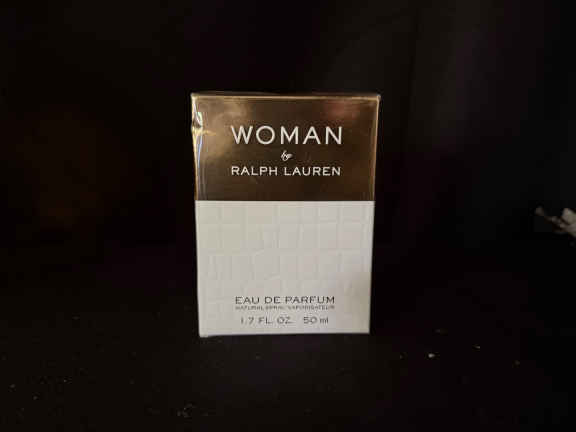 WOMAN
by
RALPH LAUREN
EAU DE PARFUM
NATURAL SPRAY VAPORISATEUR
1.7 FL. OZ. 50 ml